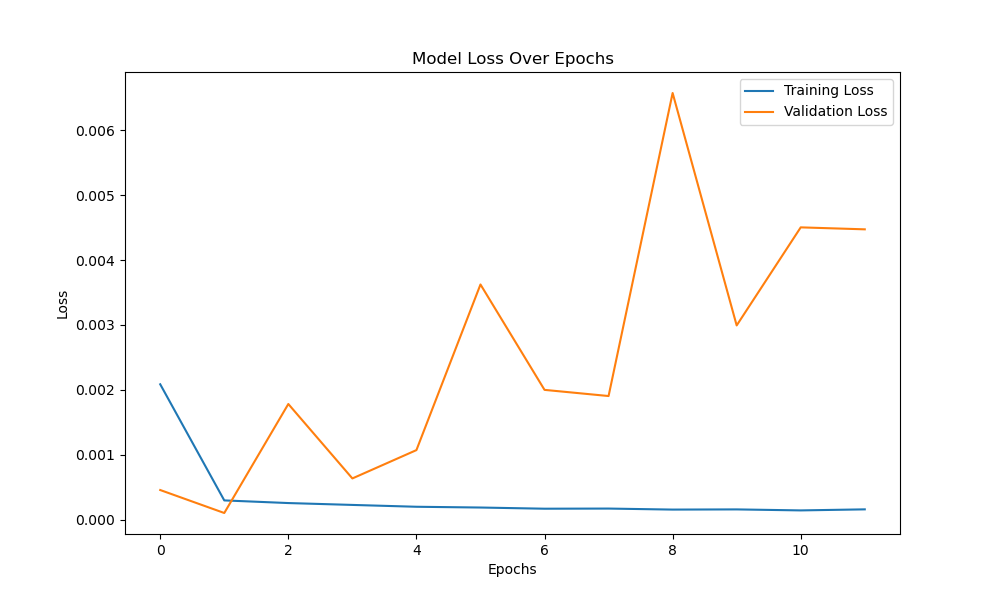 Model Loss Over Epochs
Training Loss
Validation Loss
0.006
0.005
0.004
0.003
0.002
0.001
0.000
Loss
0 2 4 6 8 10
Epochs